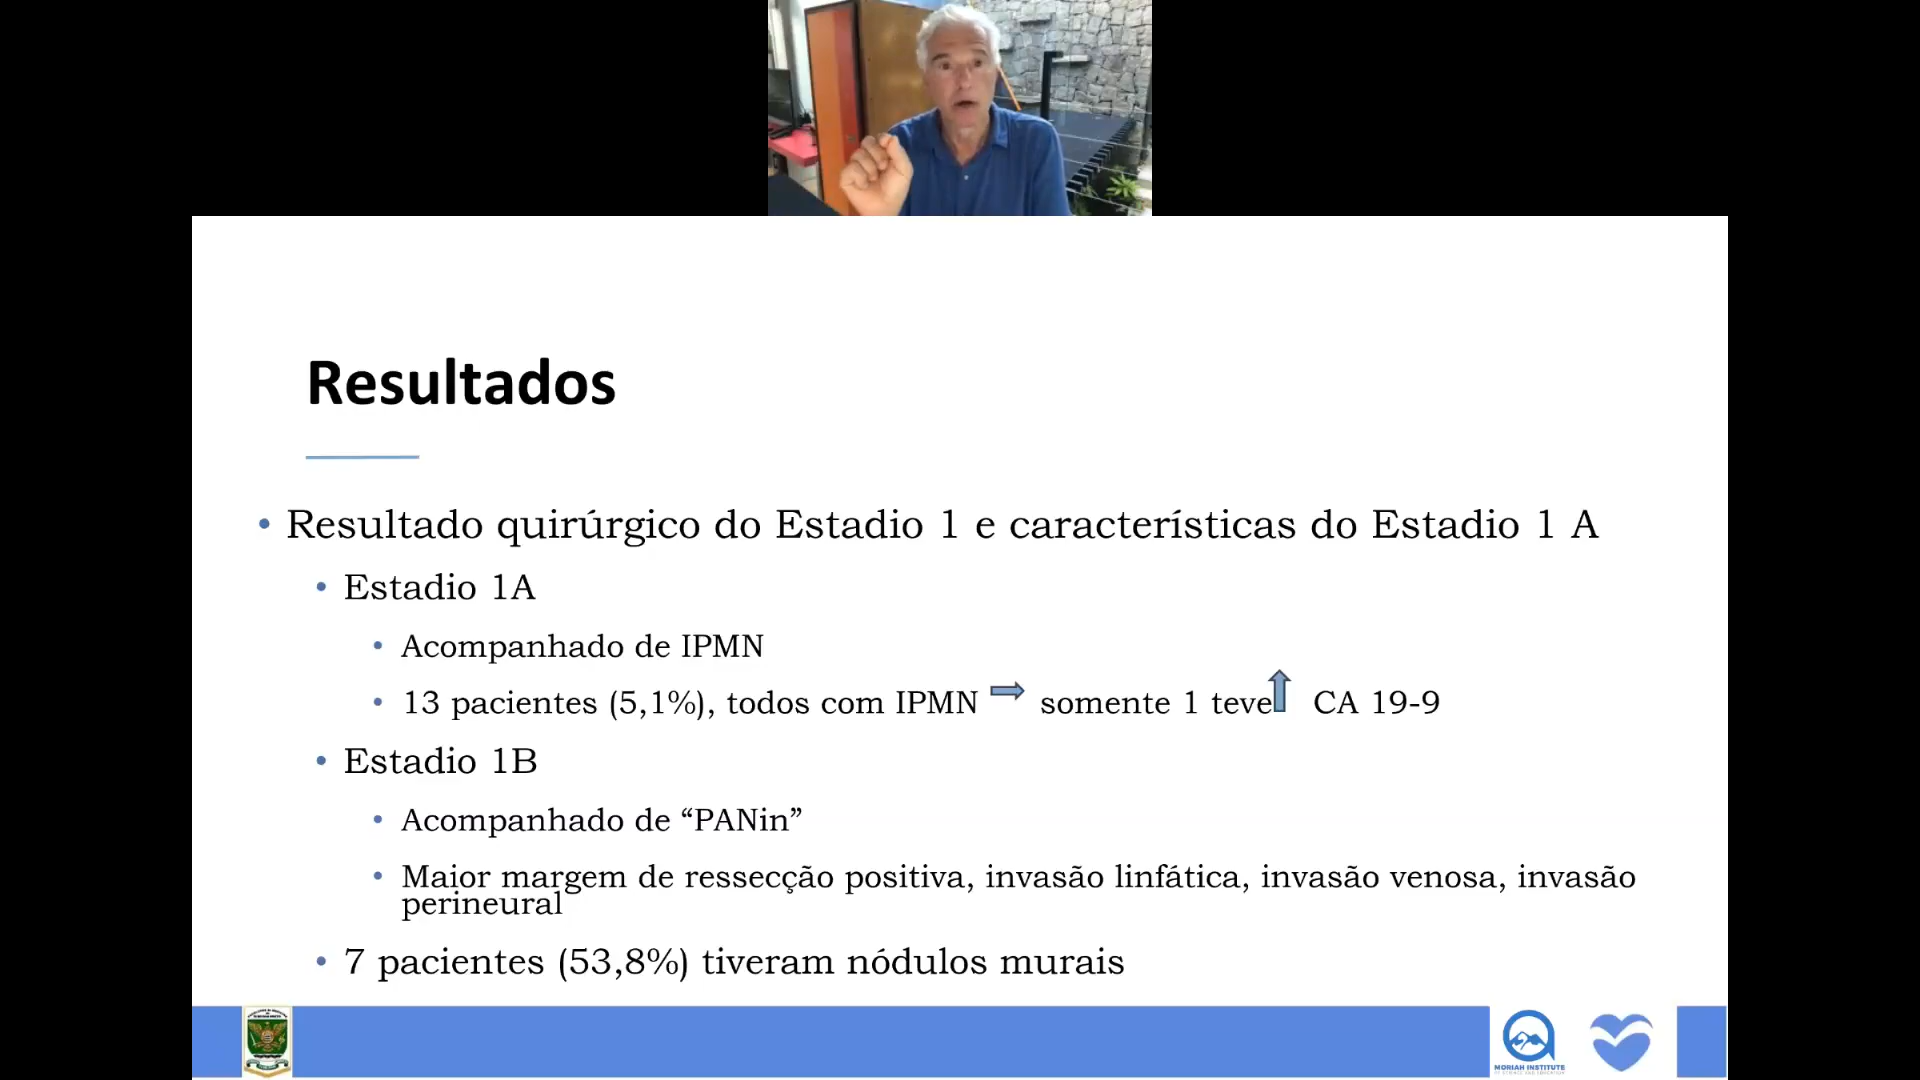 Resultados
Resultado quirúrgico do Estadio 1 e características do Estadio 1 A
Estadio 1A
Acompanhado de IPMN
13 pacientes (5,1%), todos com IPMN somente 1 teve CA 19-9
Estadio 1B
Acompanhado de “PANin”
Maior margem de ressecção positiva, invasão linfática, invasão venosa, invasão
perineural
7 pacientes (53,8%) tiveram nódulos murais
MORIAH INSTITUTE